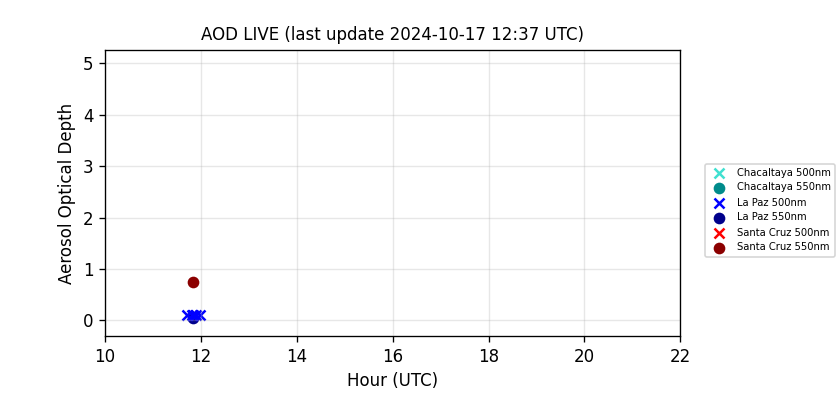 AOD LIVE (last update 2024-10-17 12:37 UTC)
5
4
3
2
1
0
Aerosol Optical Depth
10 12 14 16 18 20 22
Hour (UTC)
Chacaltaya 500nm
Chacaltaya 550nm
La Paz 500nm
La Paz 550nm
Santa Cruz 500nm
Santa Cruz 550nm